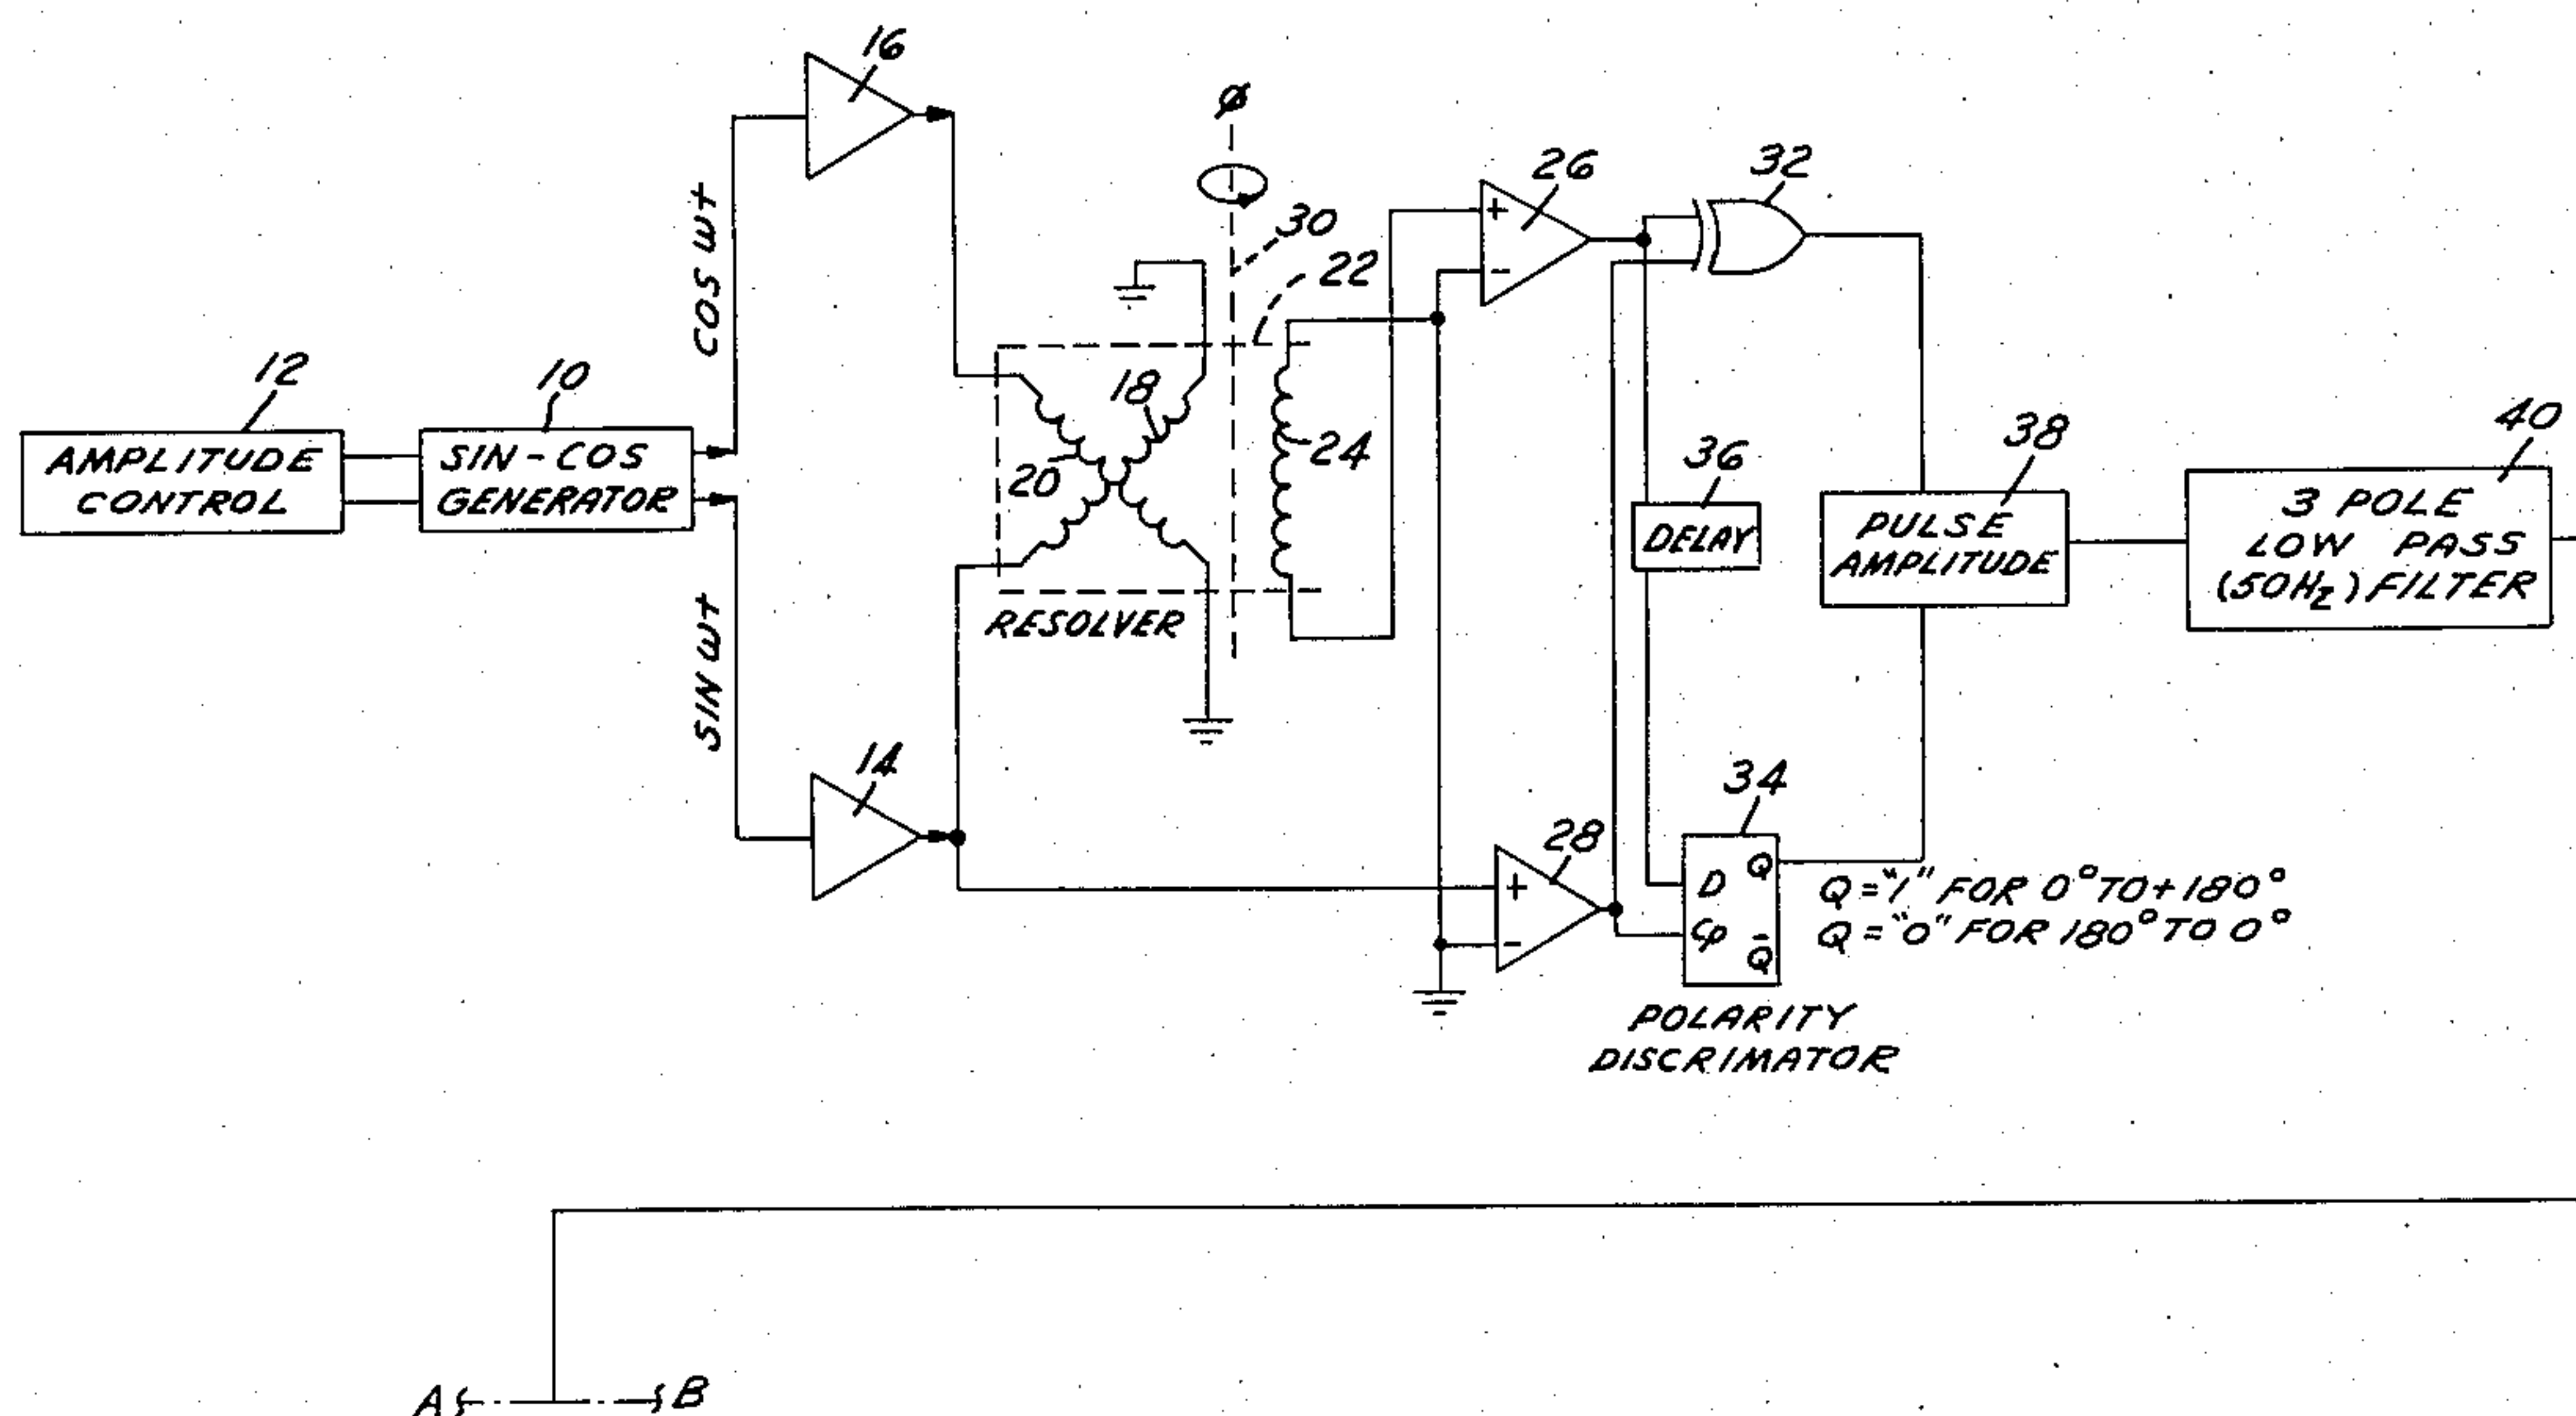 16
φ
26
32
COS ωt
30
22
12
10
18
40
AMPLITUDE
CONTROL
SIN-COS
GENERATOR
20
24
36
38
DELAY
PULSE
AMPLITUDE
3 POLE
LOW PASS
(50HZ) FILTER
RESOLVER
SIN ωt
14
34
28
+
-
+
-
D Q
Cp Q̄
Q="1" FOR 0° TO +180°
Q="0" FOR 180° TO 0°
POLARITY
DISCRIMATOR
A B